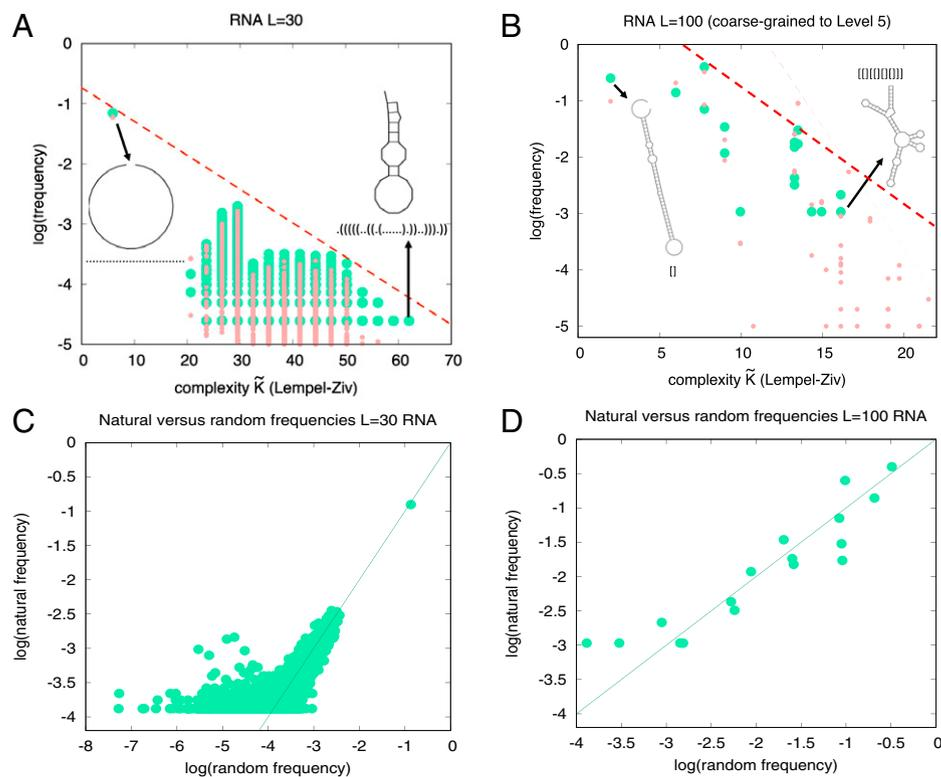 A
RNA L=30
0
-1
-2
-3
-4
-5
log(frequency)
.(((((..((.(......).))..))).))
0 10 20 30 40 50 60 70
complexity K̃ (Lempel-Ziv)
B
RNA L=100 (coarse-grained to Level 5)
0
-1
-2
-3
-4
-5
log(frequency)
[]
0 5 10 15 20
complexity K̃ (Lempel-Ziv)
C
Natural versus random frequencies L=30 RNA
0
-0.5
-1
-1.5
-2
-2.5
-3
-3.5
-4
log(natural frequency)
-8 -7 -6 -5 -4 -3 -2 -1 0
log(random frequency)
D
Natural versus random frequencies L=100 RNA
0
-0.5
-1
-1.5
-2
-2.5
-3
-3.5
-4
log(natural frequency)
-4 -3.5 -3 -2.5 -2 -1.5 -1 -0.5 0
log(random frequency)